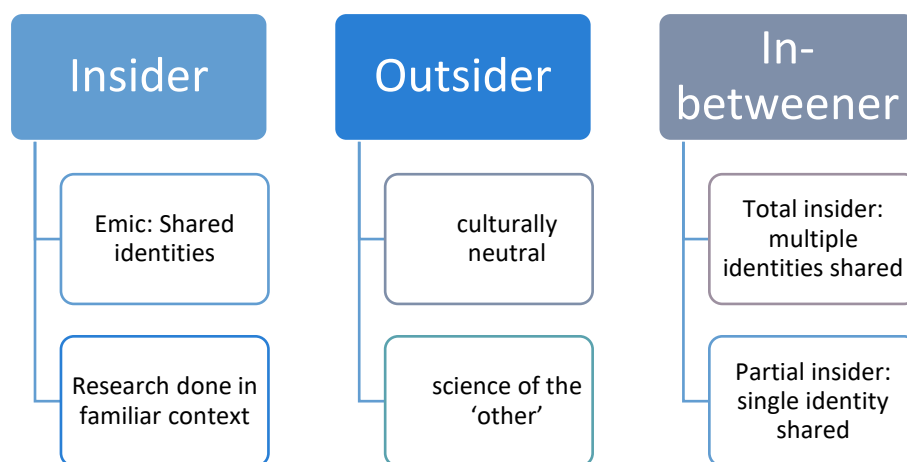 Insider
Emic: Shared
identities
Research done in
familiar context
Outsider
culturally
neutral
science of the
‘other’
In-
betweener
Total insider:
multiple
identities shared
Partial insider:
single identity
shared